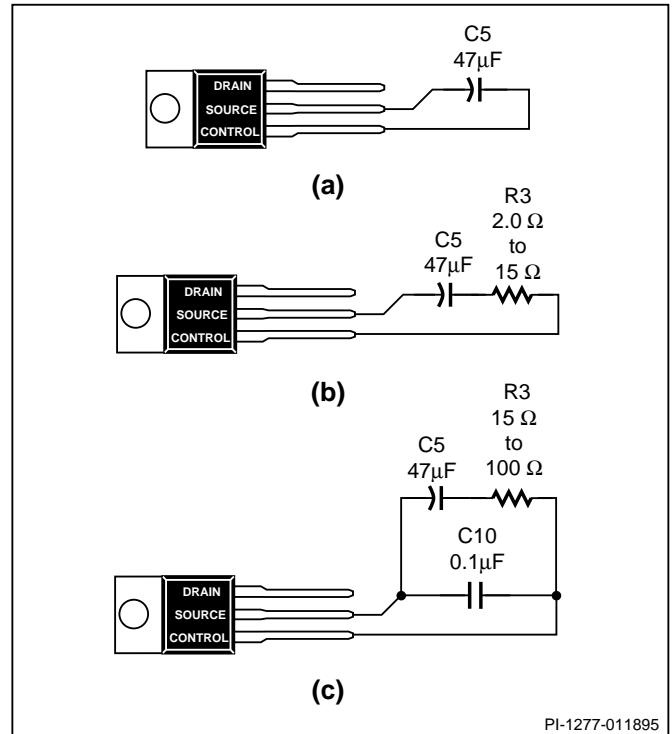 C5
47μF
DRAIN
SOURCE
CONTROL
(a)
R3
2.0 Ω
to
15 Ω
C5
47μF
DRAIN
SOURCE
CONTROL
(b)
R3
15 Ω
to
100 Ω
C5
47μF
C10
0.1μF
DRAIN
SOURCE
CONTROL
(c)
PI-1277-011895